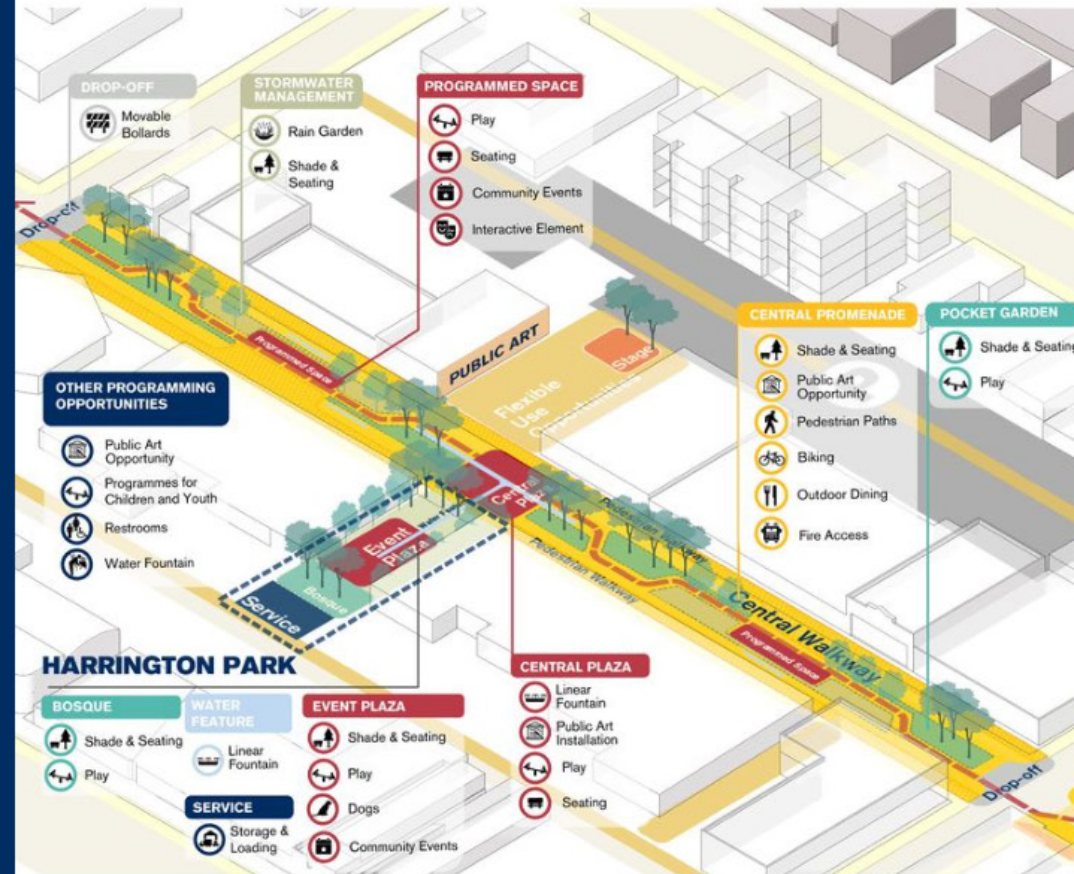 DROP-OFF
Movable
Bollards
STORMWATER
MANAGEMENT
Rain Garden
Shade &
Seating
PROGRAMMED SPACE
Play
Seating
Community Events
Interactive Element
Drop-off
Programmed Space
PUBLIC ART
Stage
Flexible
Use
Opportunities
CENTRAL PROMENADE
Shade & Seating
Public Art
Opportunity
Pedestrian Paths
Biking
Outdoor Dining
Fire Access
POCKET GARDEN
Shade & Seating
Play
OTHER PROGRAMMING
OPPORTUNITIES
Public Art
Opportunity
Programmes for
Children and Youth
Restrooms
Water Fountain
Central
Plaza
Event
Plaza
Bosque
Service
Pedestrian Walkway
Pedestrian Walkway
Central Walkway
Programmed Space
Drop-off
HARRINGTON PARK
BOSQUE
Shade & Seating
Play
WATER
FEATURE
Linear
Fountain
SERVICE
Storage &
Loading
EVENT PLAZA
Shade & Seating
Play
Dogs
Community Events
CENTRAL PLAZA
Linear
Fountain
Public Art
Installation
Play
Seating